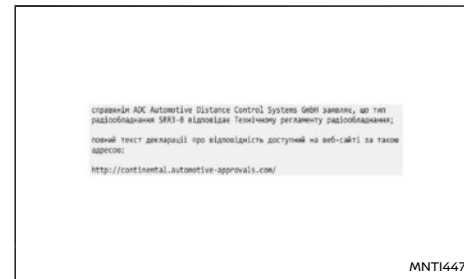 справжнім ADC Automotive Distance Control Systems GmbH заявляє, що тип
радіообладнання SRR3-B відповідає Технічному регламенту радіообладнання;
повний текст декларації про відповідність доступний на веб-сайті за такою
адресою:
http://continental.automotive-approvals.com/
MNTI447